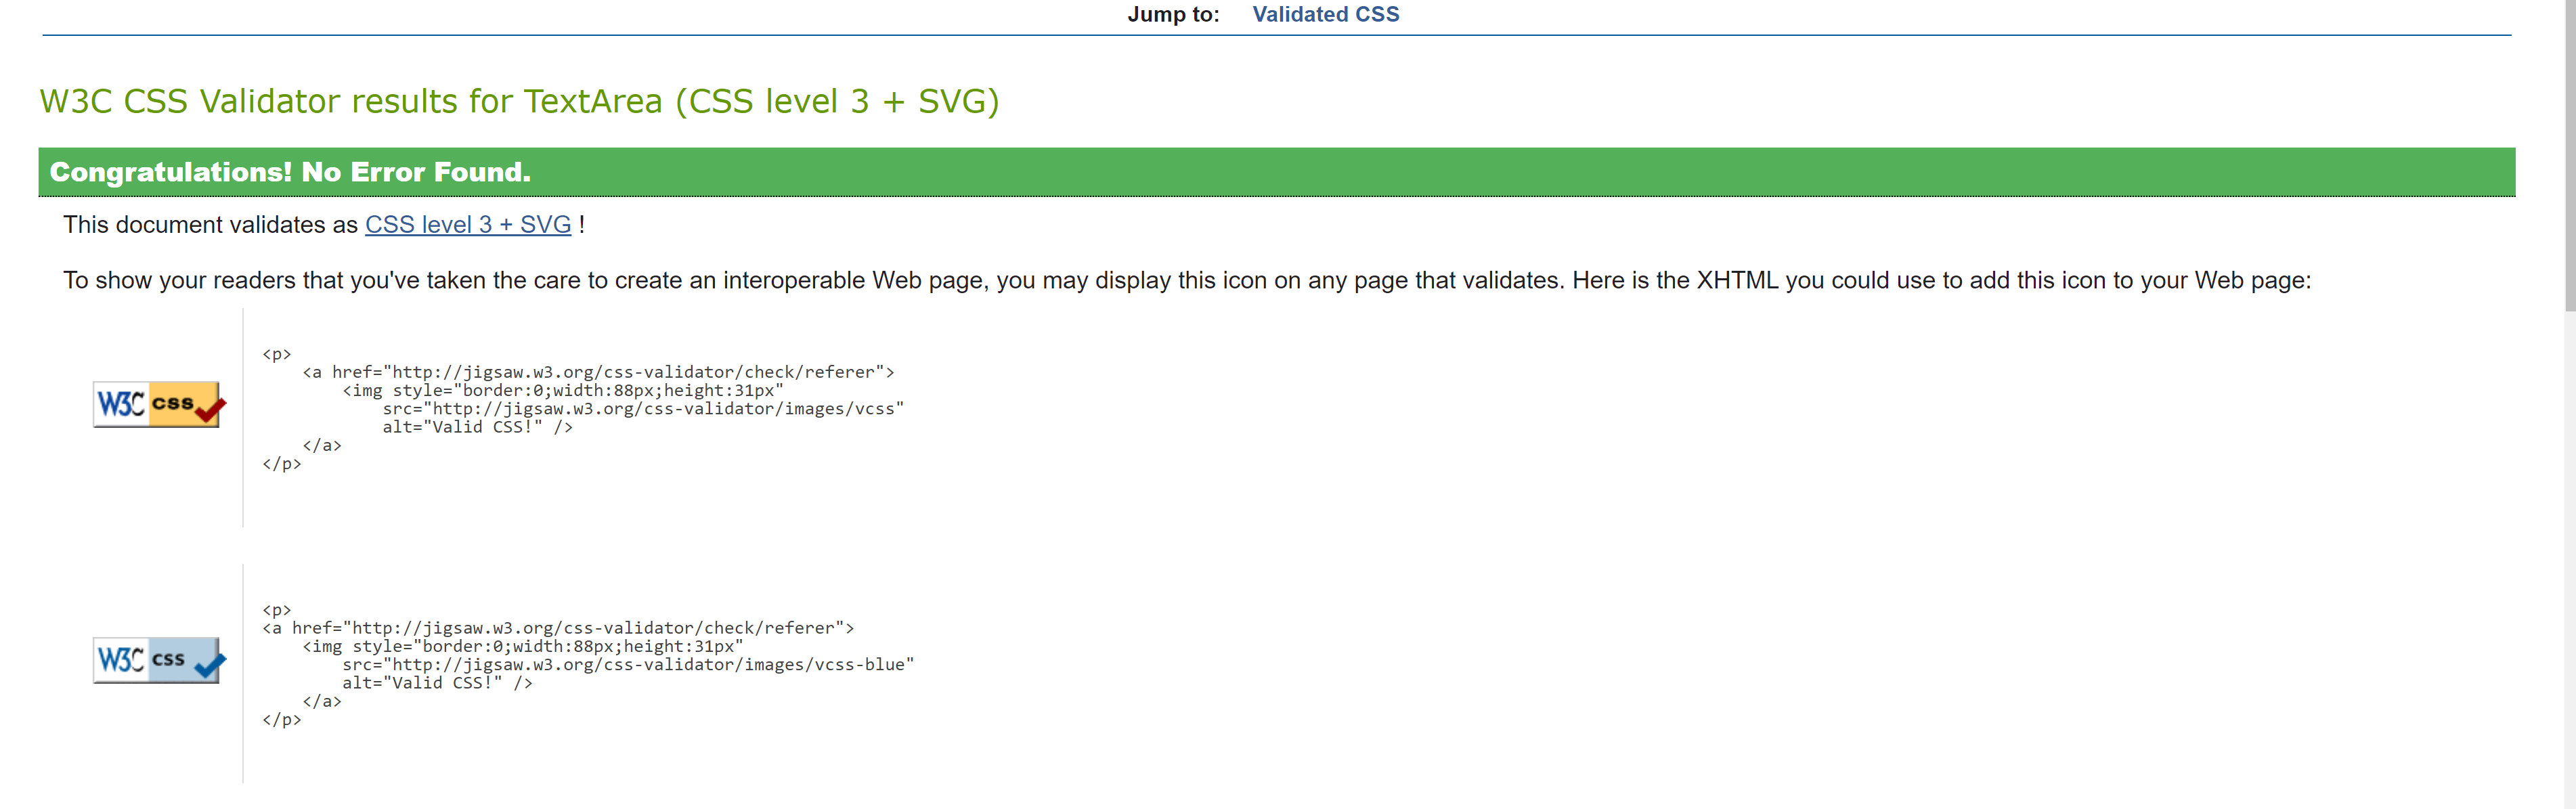 Jump to: Validated CSS
W3C CSS Validator results for TextArea (CSS level 3 + SVG)
Congratulations! No Error Found.
This document validates as CSS level 3 + SVG !
To show your readers that you've taken the care to create an interoperable Web page, you may display this icon on any page that validates. Here is the XHTML you could use to add this icon to your Web page:
W3C css
<p>
    <a href="http://jigsaw.w3.org/css-validator/check/referer">
        <img style="border:0;width:88px;height:31px"
            src="http://jigsaw.w3.org/css-validator/images/vcss"
            alt="Valid CSS!" />
    </a>
</p>
W3C css
<p>
<a href="http://jigsaw.w3.org/css-validator/check/referer">
    <img style="border:0;width:88px;height:31px"
        src="http://jigsaw.w3.org/css-validator/images/vcss-blue"
        alt="Valid CSS!" />
    </a>
</p>